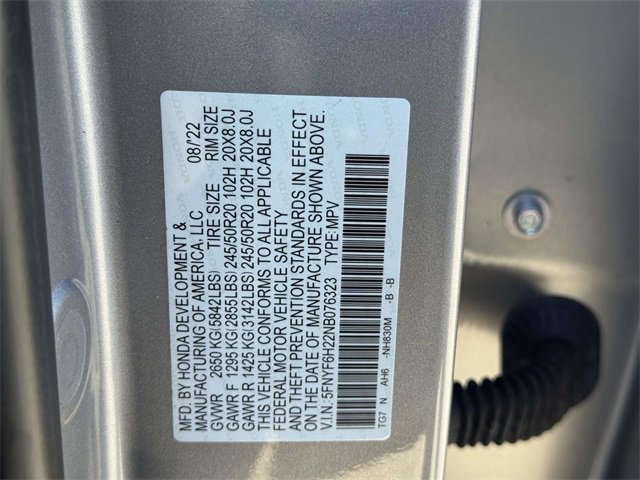 MFD. BY HONDA DEVELOPMENT & 08/'22
MANUFACTURING OF AMERICA, LLC
GVWR 2650 KG(5842LBS) TIRE SIZE RIM SIZE
GAWR F 1295 KG(2855LBS) 245/50R20 102H 20X8.0J
GAWR R 1425 KG(3142LBS) 245/50R20 102H 20X8.0J
THIS VEHICLE CONFORMS TO ALL APPLICABLE
FEDERAL MOTOR VEHICLE SAFETY
AND THEFT PREVENTION STANDARDS IN EFFECT
ON THE DATE OF MANUFACTURE SHOWN ABOVE.
V.I.N.: 5FNYF6H22NB076323 TYPE: MPV
TG7 N AH6 -NH830M -B -B